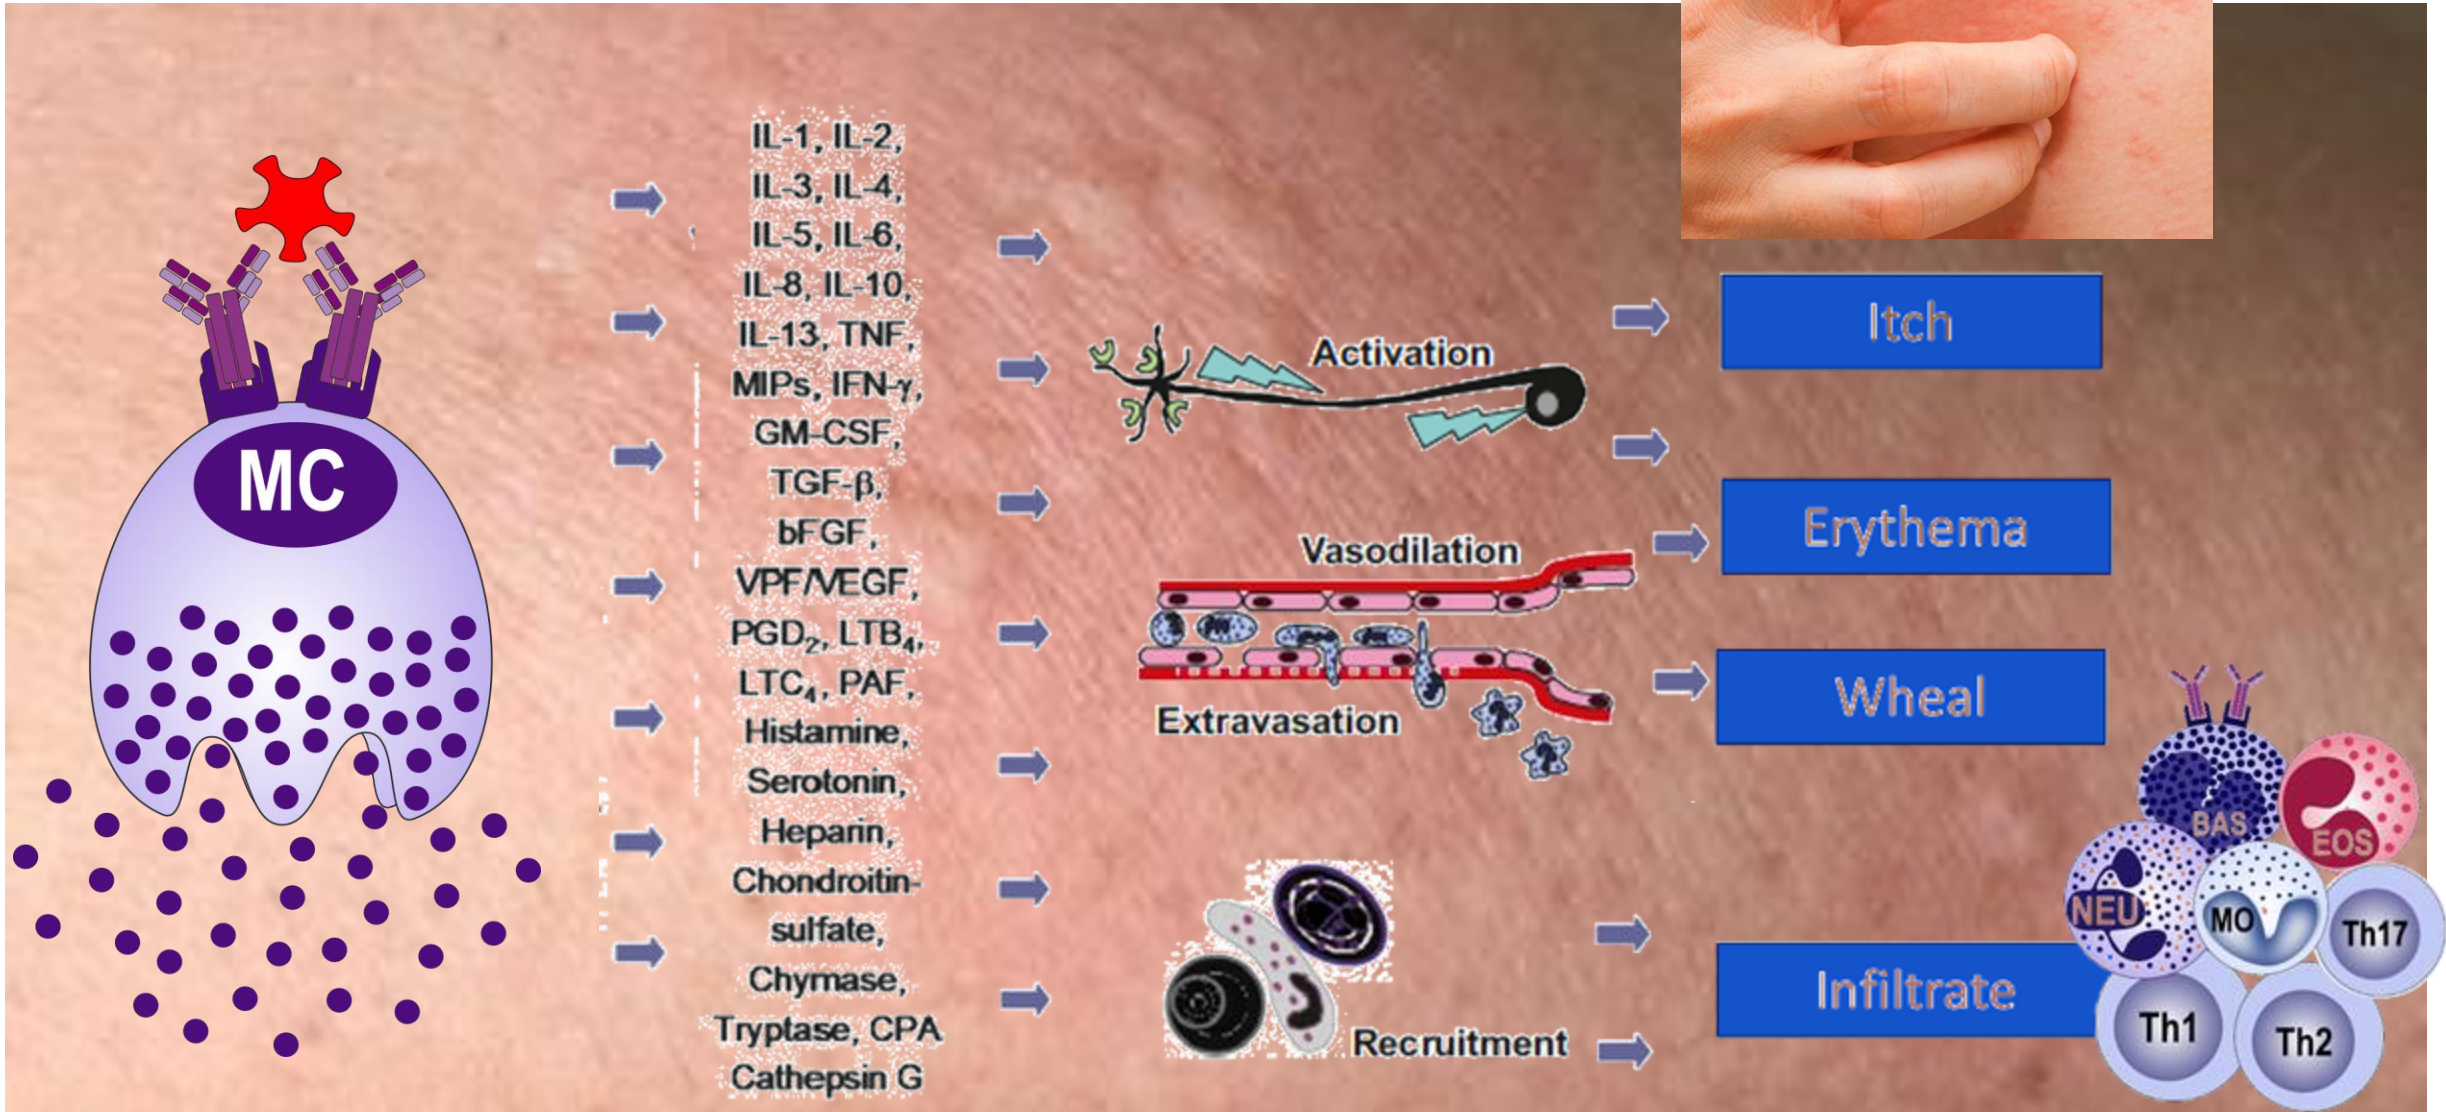 MC
IL-1, IL-2,
IL-3, IL-4,
IL-5, IL-6,
IL-8, IL-10,
IL-13, TNF,
MIPs, IFN-γ,
GM-CSF,
TGF-β,
bFGF,
VPF/VEGF,
PGD₂, LTB₄,
LTC₄, PAF,
Histamine,
Serotonin,
Heparin,
Chondroitin-
sulfate,
Chymase,
Tryptase, CPA
Cathepsin G
Activation
Vasodilation
Extravasation
Recruitment
Itch
Erythema
Wheal
Infiltrate
BAS
EOS
NEU
MO
Th17
Th1
Th2